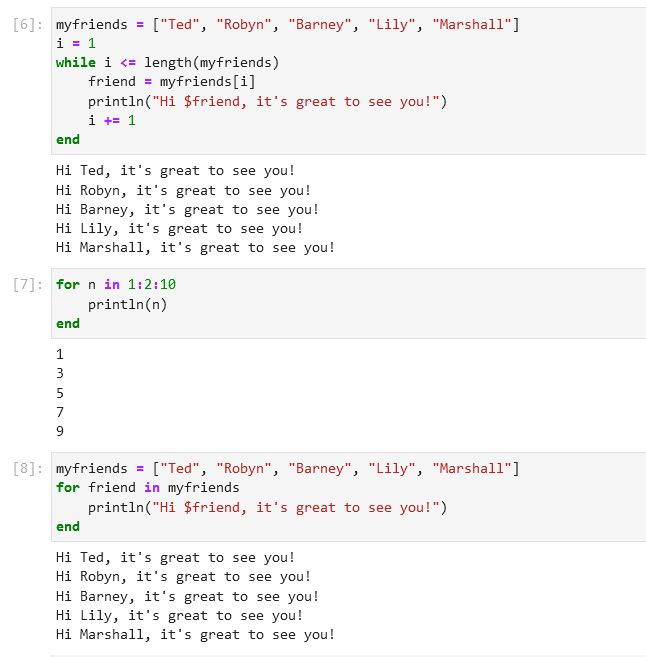 [6]: myfriends = ["Ted", "Robyn", "Barney", "Lily", "Marshall"]
i = 1
while i <= length(myfriends)
    friend = myfriends[i]
    println("Hi $friend, it's great to see you!")
    i += 1
end
Hi Ted, it's great to see you!
Hi Robyn, it's great to see you!
Hi Barney, it's great to see you!
Hi Lily, it's great to see you!
Hi Marshall, it's great to see you!
[7]: for n in 1:2:10
    println(n)
end
1
3
5
7
9
[8]: myfriends = ["Ted", "Robyn", "Barney", "Lily", "Marshall"]
for friend in myfriends
    println("Hi $friend, it's great to see you!")
end
Hi Ted, it's great to see you!
Hi Robyn, it's great to see you!
Hi Barney, it's great to see you!
Hi Lily, it's great to see you!
Hi Marshall, it's great to see you!